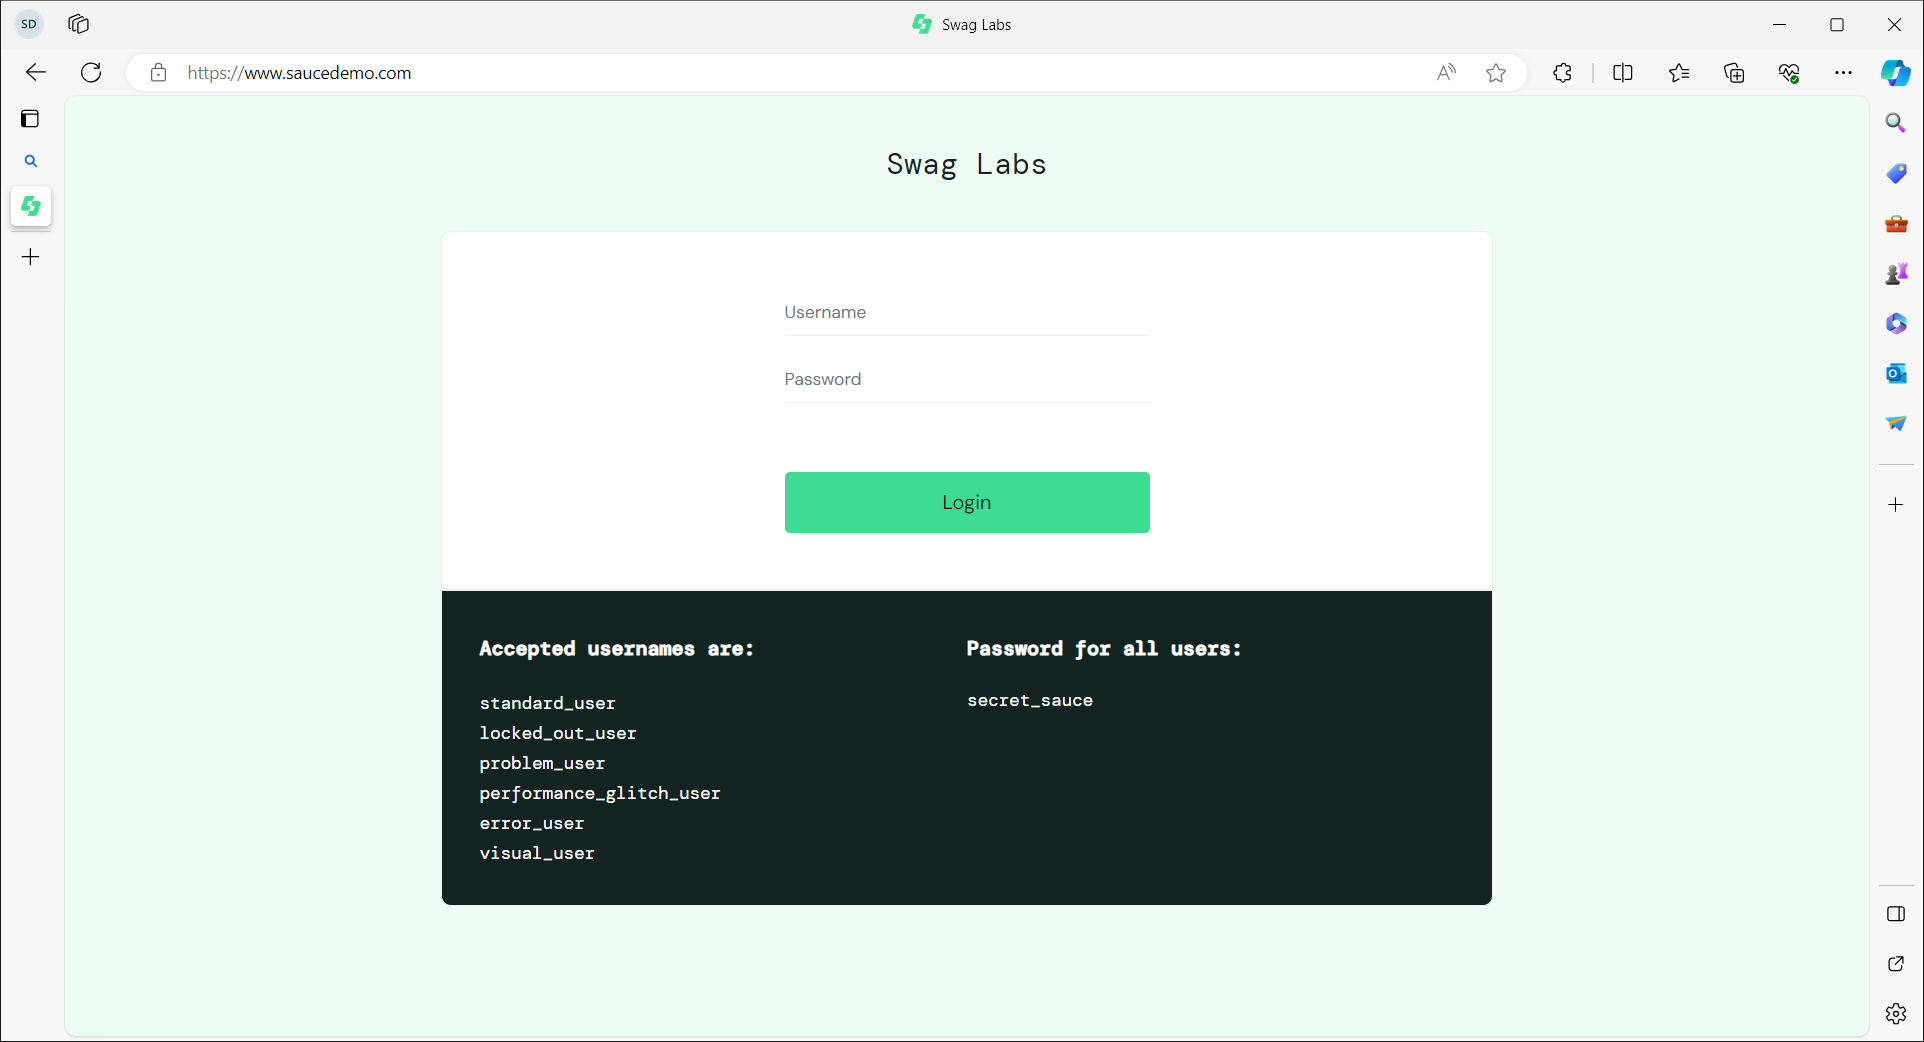 SD
Swag Labs
https://www.saucedemo.com
Swag Labs
Username
Password
Login
Accepted usernames are:
standard_user
locked_out_user
problem_user
performance_glitch_user
error_user
visual_user
Password for all users:
secret_sauce